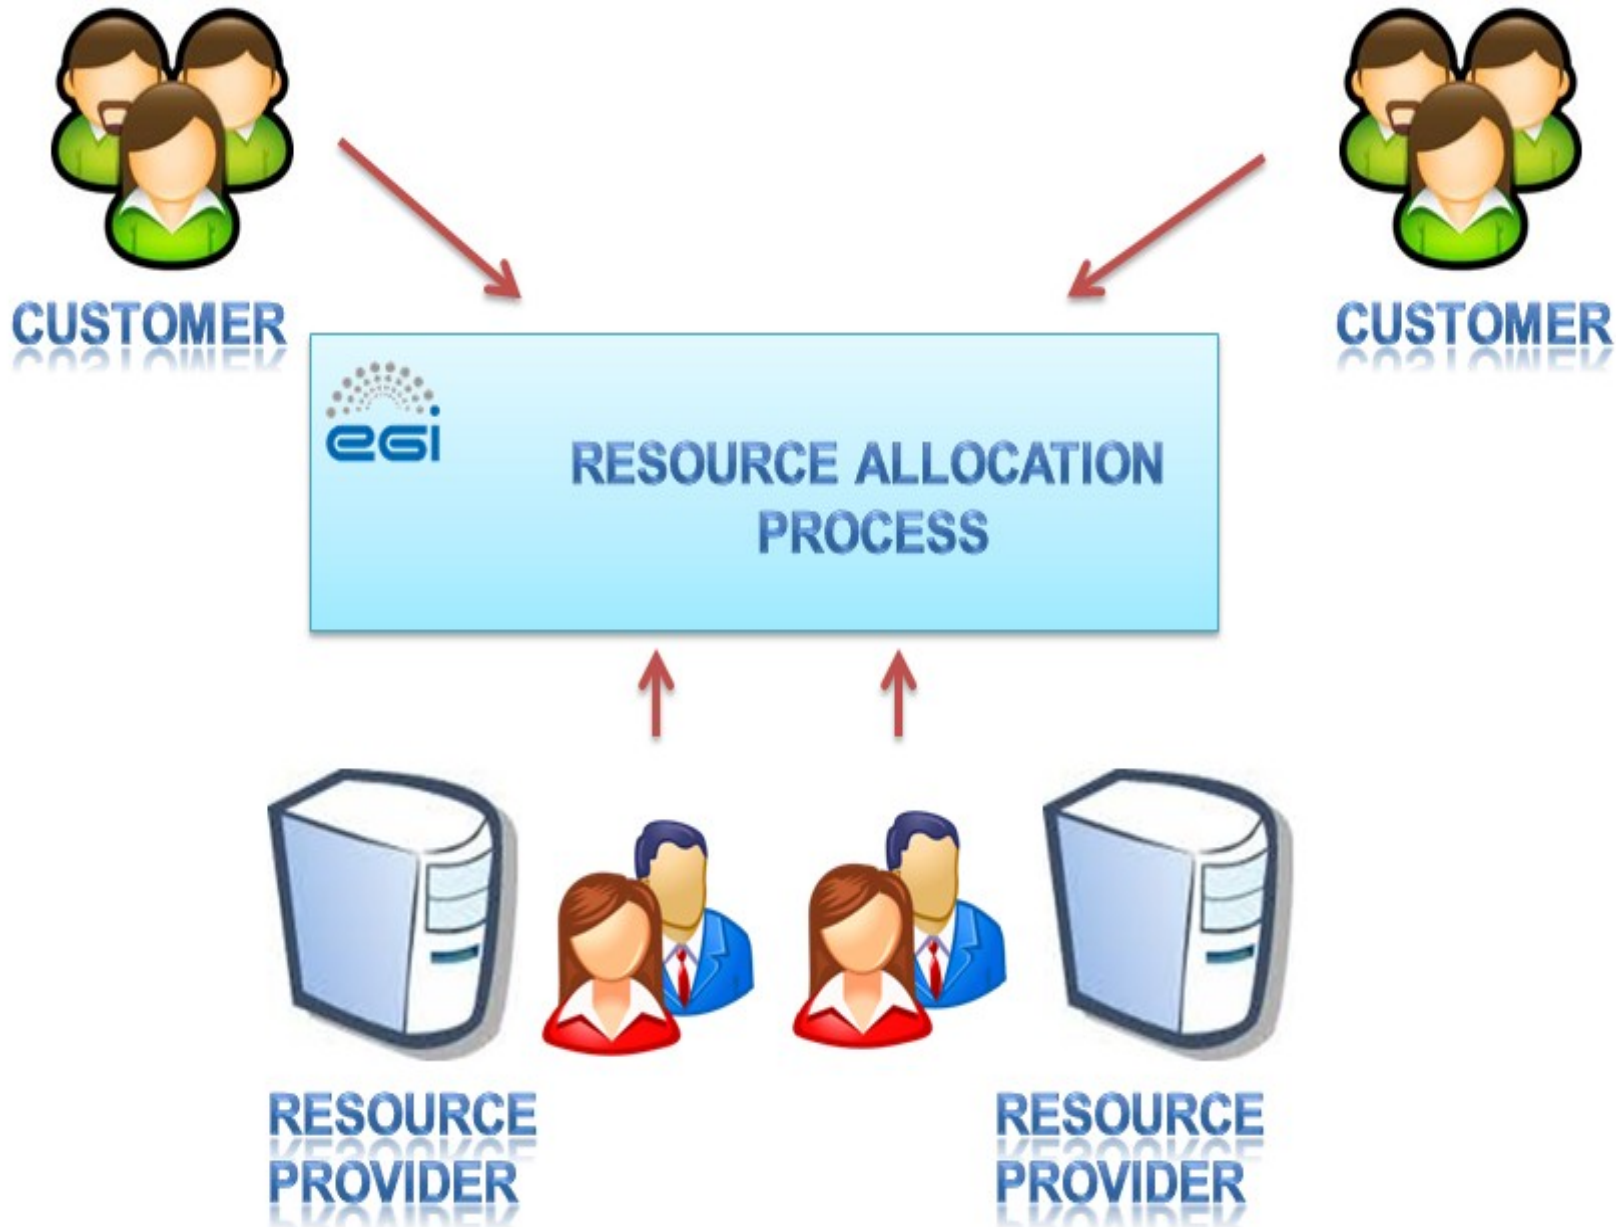 CUSTOMER
CUSTOMER
egi
RESOURCE ALLOCATION
PROCESS
RESOURCE
PROVIDER
RESOURCE
PROVIDER